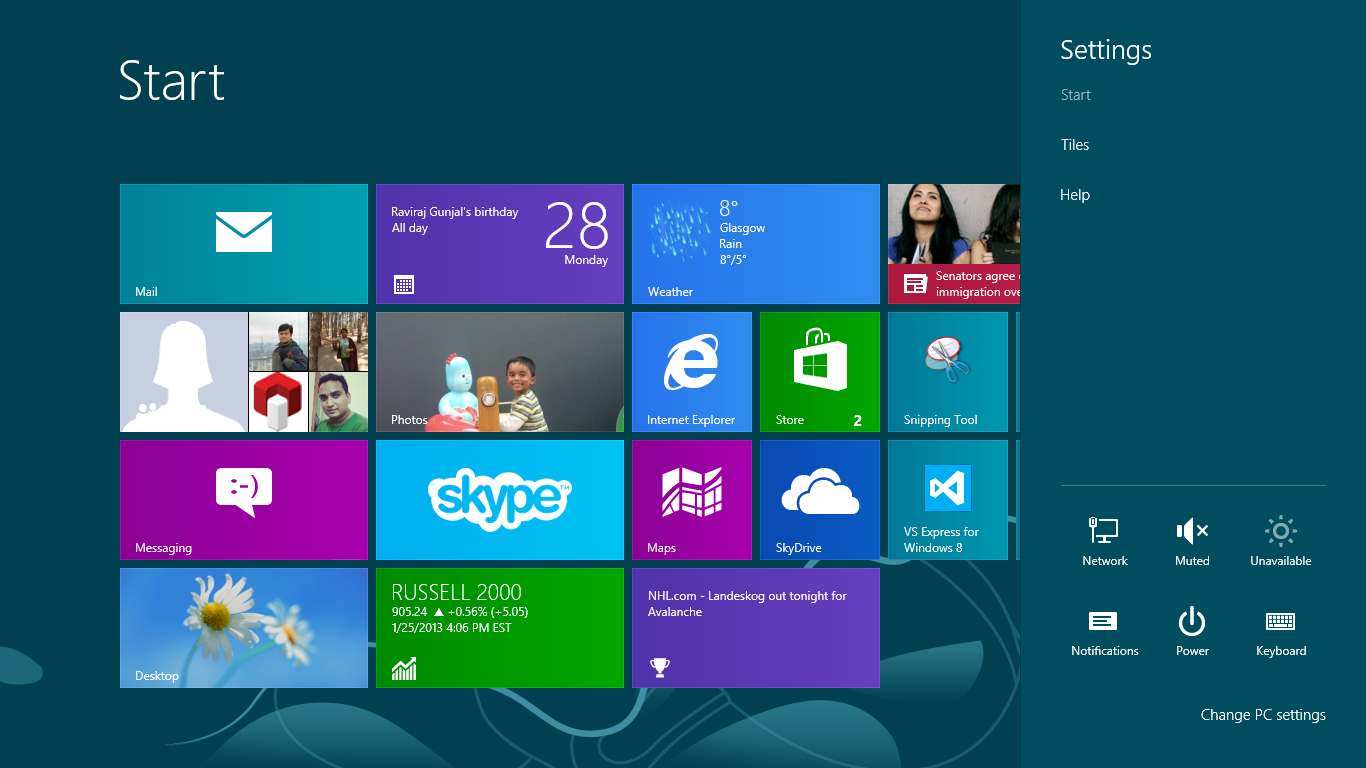 Start
Raviraj Gunjal's birthday
All day
28
Monday
Mail
8°
Glasgow
Rain
8°/5°
Weather
Senators agree
immigration ove
Photos
Internet Explorer
Store
2
Snipping Tool
Messaging
skype™
Maps
SkyDrive
VS Express for
Windows 8
Desktop
RUSSELL 2000
905.24 ▲ +0.56% (+5.05)
1/25/2013 4:06 PM EST
NHL.com - Landeskog out tonight for
Avalanche
Settings
Start
Tiles
Help
Network
Muted
Unavailable
Notifications
Power
Keyboard
Change PC settings